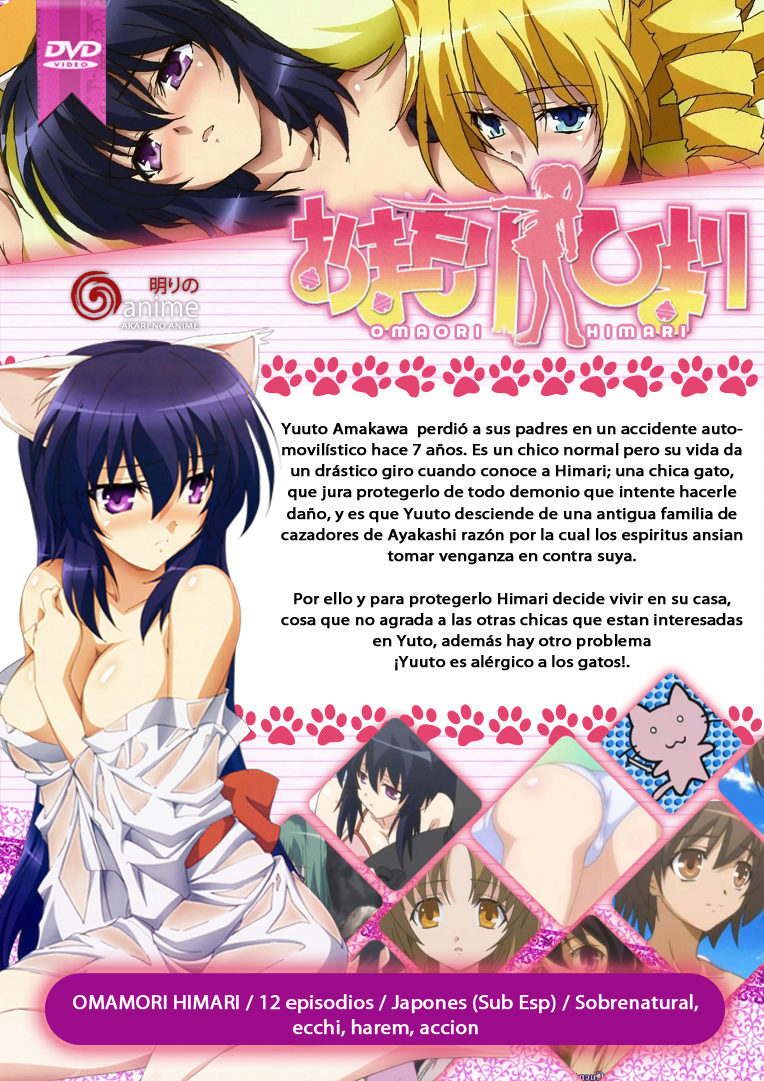 DVD
VIDEO
おまもりひまり
OMAORI HIMARI
明りの
anime
AKARI NO ANIME
Yuuto Amakawa perdió a sus padres en un accidente auto-
movilístico hace 7 años. Es un chico normal pero su vida da
un drástico giro cuando conoce a Himari; una chica gato,
que jura protegerlo de todo demonio que intente hacerle
daño, y es que Yuuto desciende de una antigua familia de
cazadores de Ayakashi razón por la cual los espiritus ansian
tomar venganza en contra suya.
Por ello y para protegerlo Himari decide vivir en su casa,
cosa que no agrada a las otras chicas que estan interesadas
en Yuto, además hay otro problema
¡Yuuto es alérgico a los gatos!.
OMAMORI HIMARI / 12 episodios / Japones (Sub Esp) / Sobrenatural,
ecchi, harem, accion